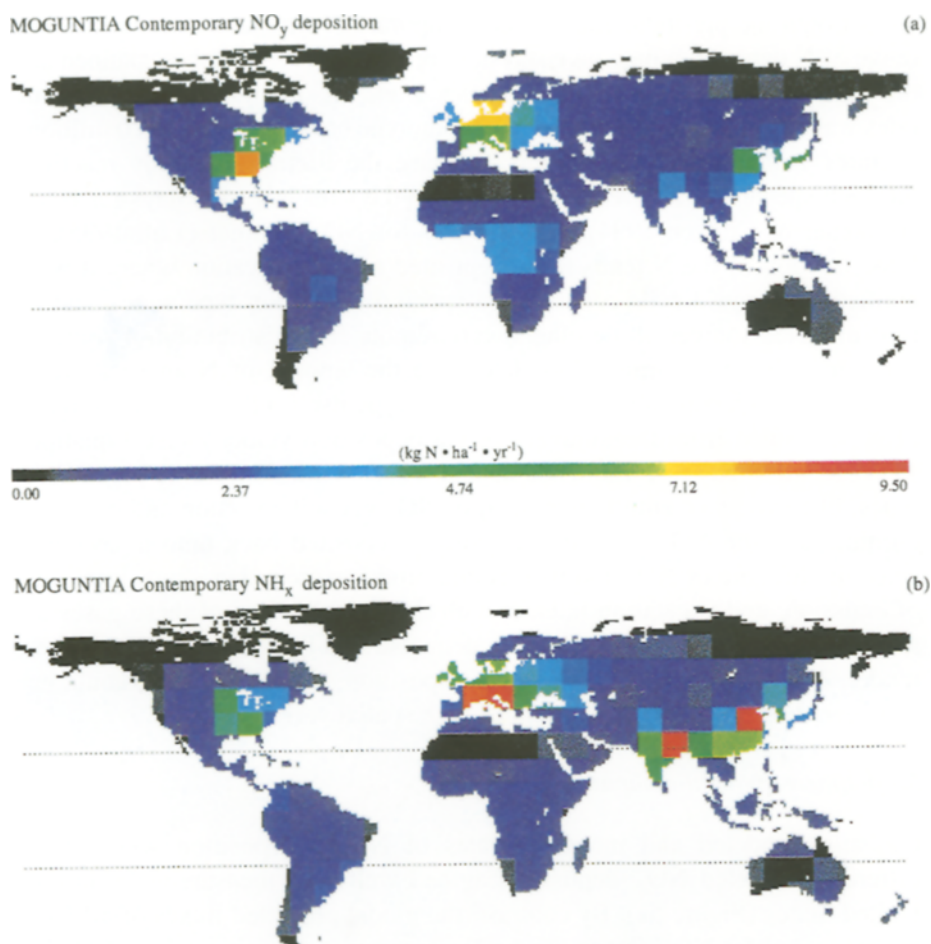 MOGUNTIA Contemporary NOy deposition (a)
(kg N • ha-1 • yr-1)
0.00 2.37 4.74 7.12 9.50
MOGUNTIA Contemporary NHx deposition (b)